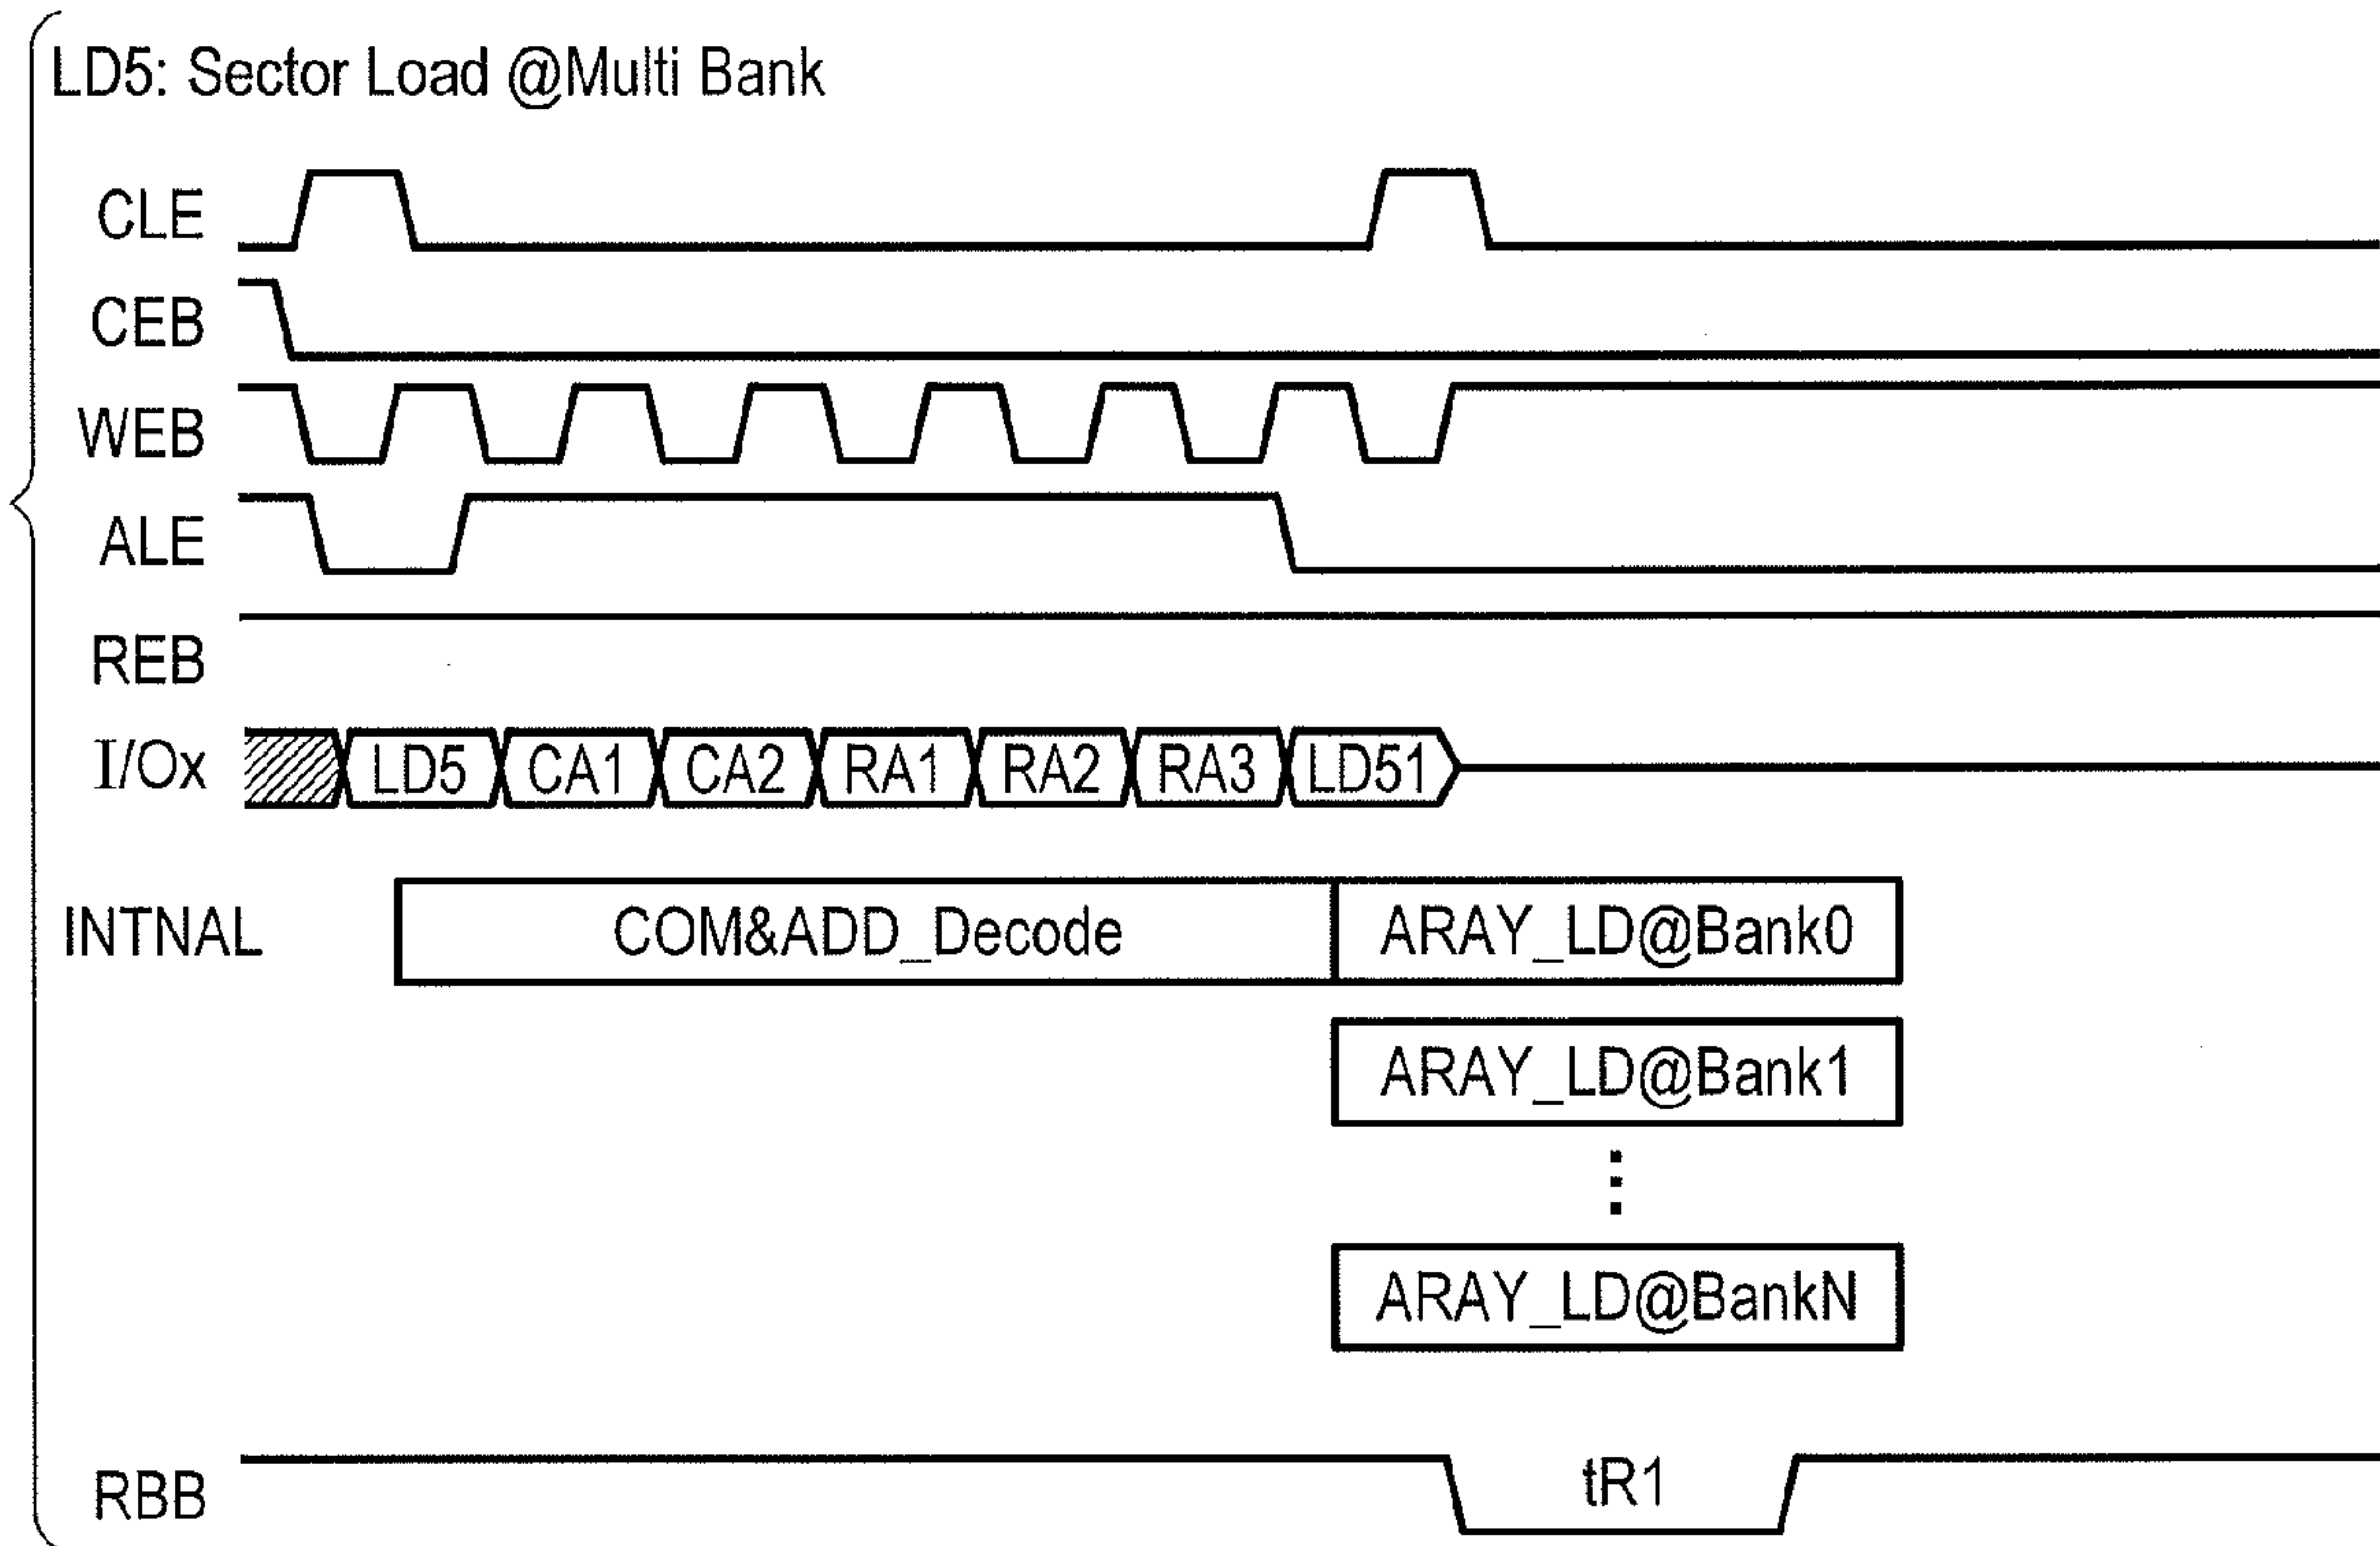 LD5: Sector Load @Multi Bank
CLE
CEB
WEB
ALE
REB
I/Ox LD5 CA1 CA2 RA1 RA2 RA3 LD51
INTNAL COM&ADD_Decode ARAY_LD@Bank0
ARAY_LD@Bank1
ARAY_LD@BankN
RBB tR1